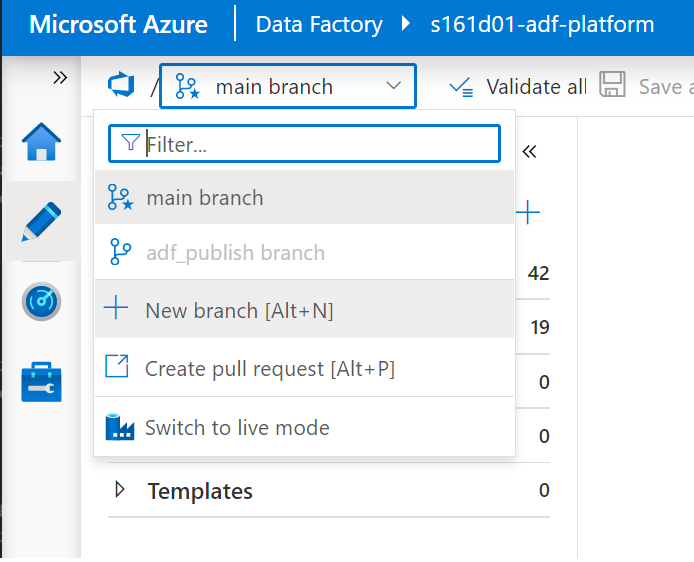 Microsoft Azure Data Factory s161d01-adf-platform
/ main branch Validate all Save a
Filter...
main branch
adf_publish branch
New branch [Alt+N]
Create pull request [Alt+P]
Switch to live mode
42
19
0
0
Templates 0